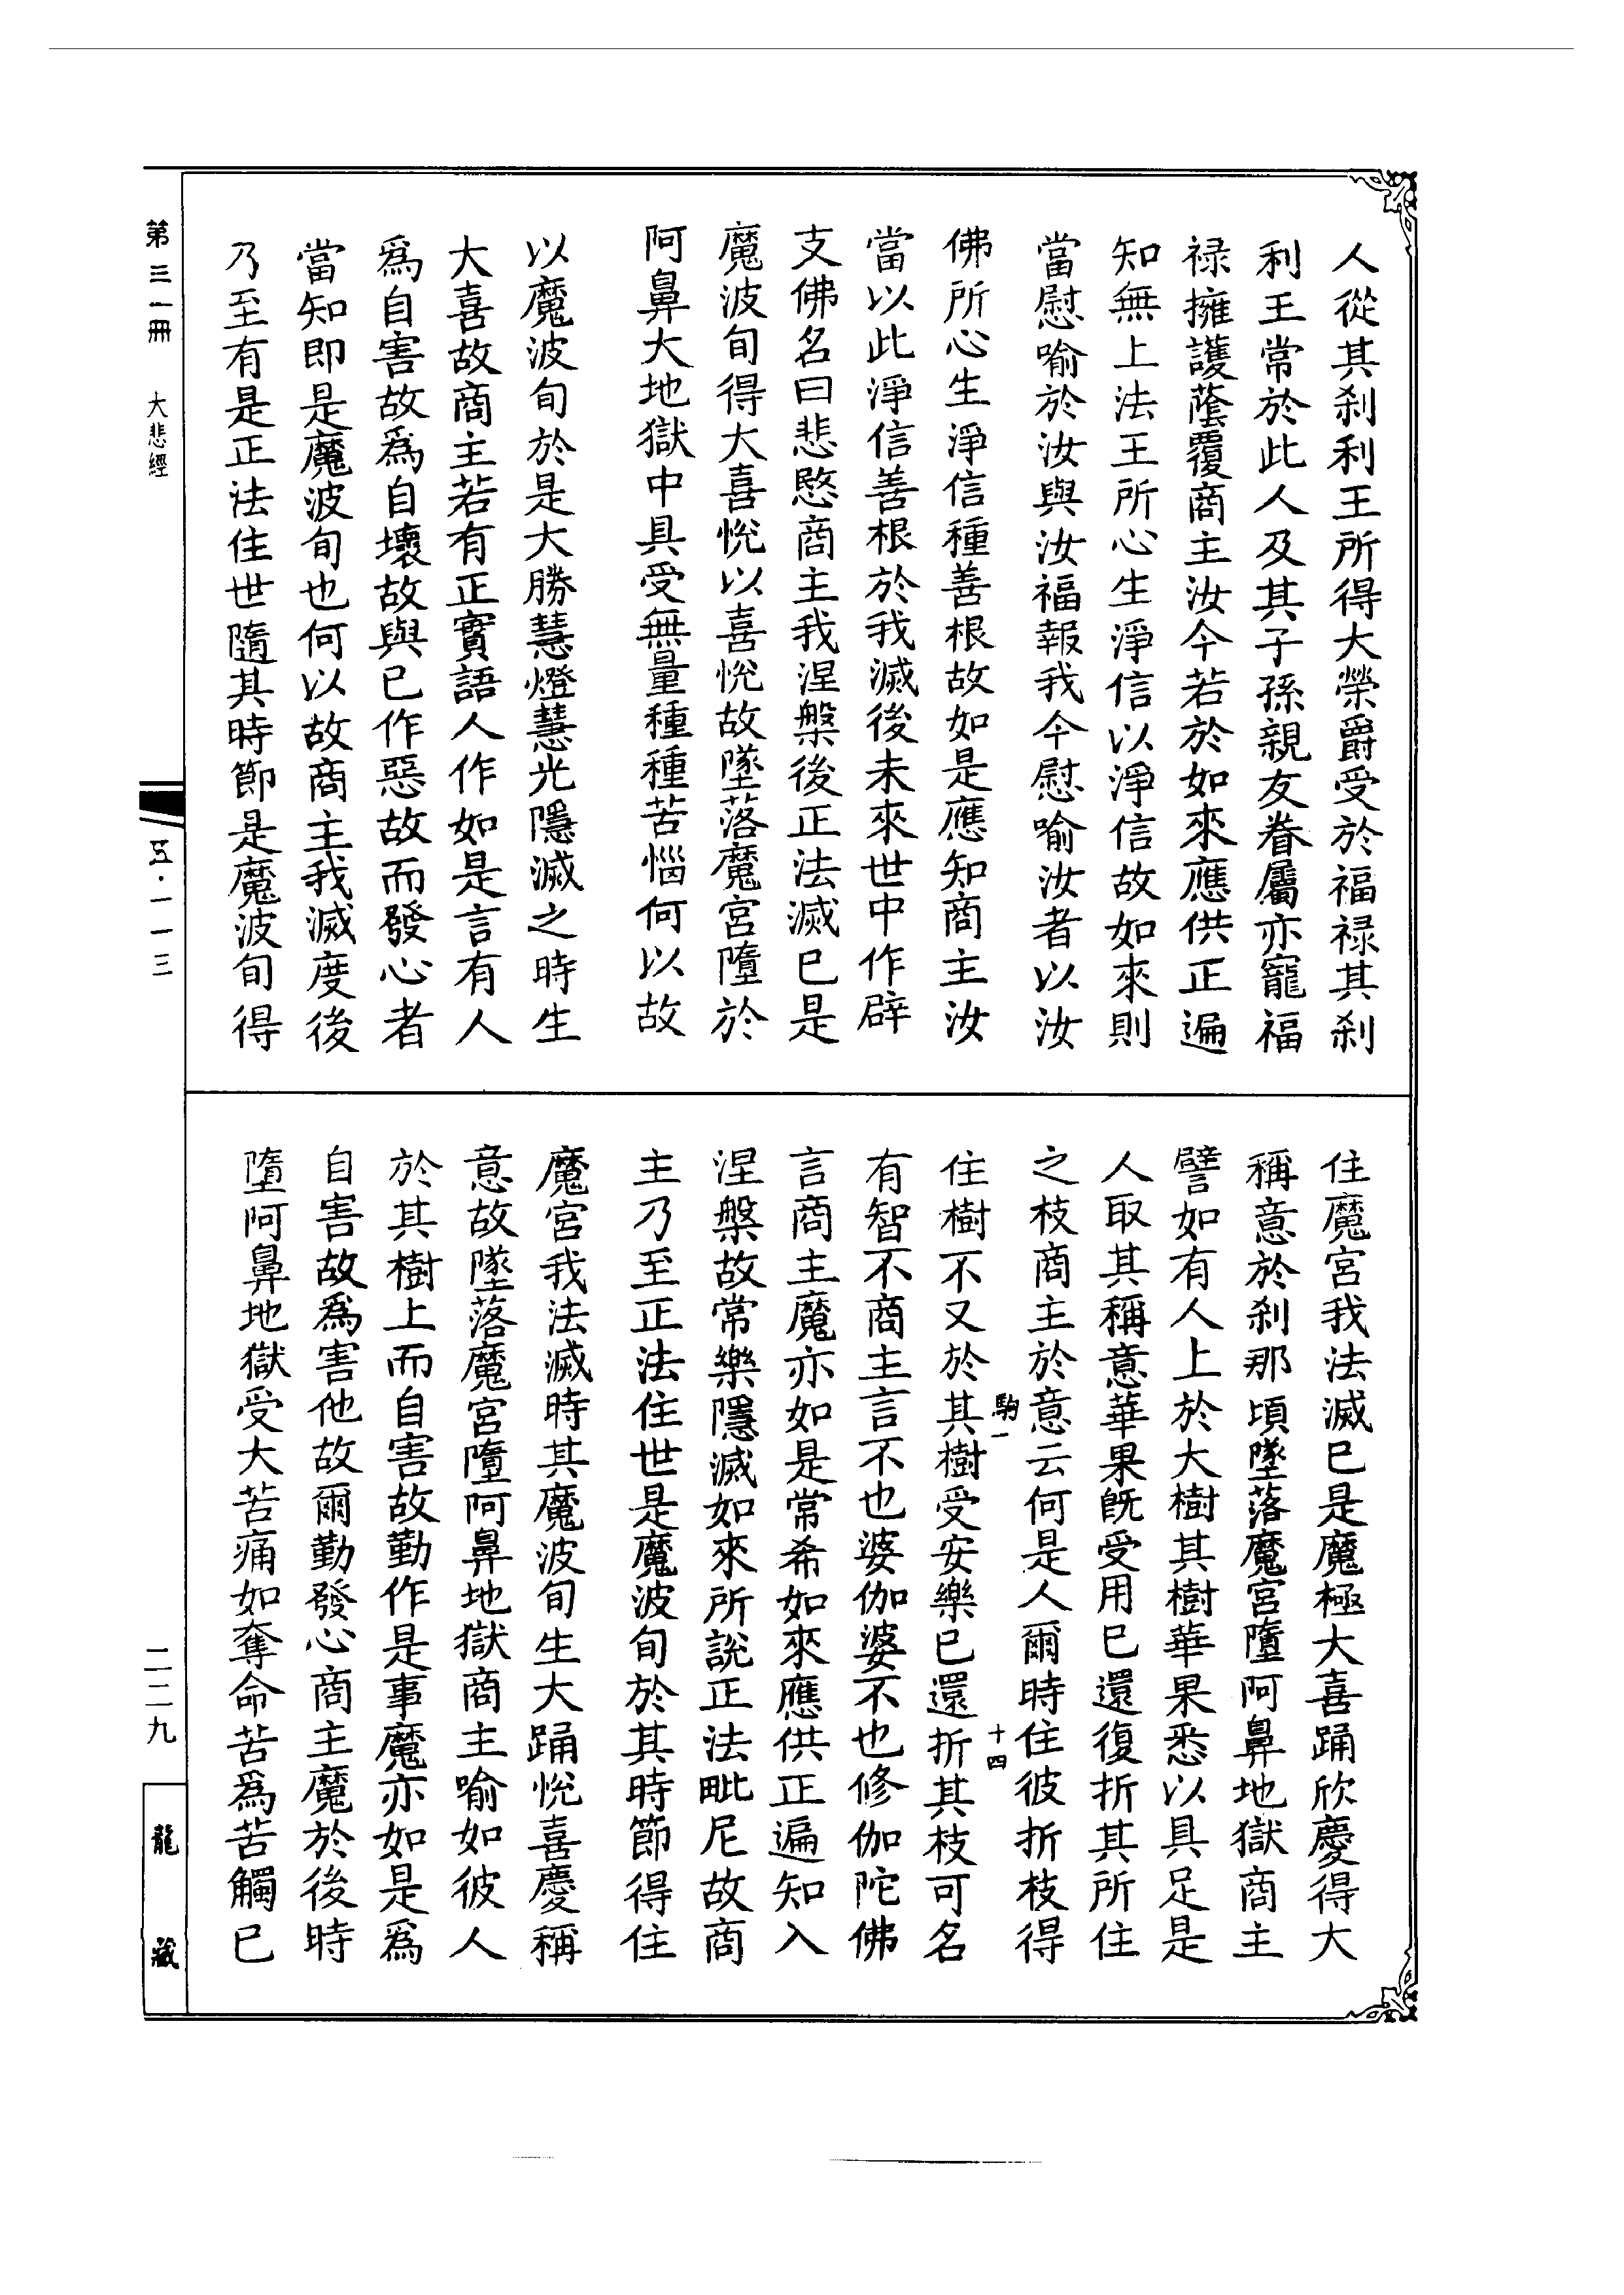 人從其刹利王所得大榮爵受於福禄其刹
利王常於此人及其子孫親友眷屬亦寵福
禄擁護蔭覆商主汝今若於如來應供正遍
知無上法王所心生淨信以淨信故如來則
當慰喻於汝與汝福報我今慰喻汝者以汝
佛所心生淨信種善根故如是應知商主汝
當以此淨信善根於我滅後未來世中作辟
支佛名曰悲愍商主我涅槃後正法滅已是
魔波旬得大喜悅以喜悅故墜落魔宮墮於
阿鼻大地獄中具受無量種種苦惱何以故
以魔波旬於是大勝慧燈慧光隱滅之時生
大喜故商主若有正實語人作如是言有人
爲自害故爲自壞故與已作惡故而發心者
當知即是魔波旬也何以故商主我滅度後
乃至有是正法住世隨其時節是魔波旬得
住魔宮我法滅已是魔極大喜踊欣慶得大
稱意於刹那頃墜落魔宮墮阿鼻地獄商主
譬如有人上於大樹其樹華果悉以具足是
人取其稱意華果既受用已還復折其所住
之枝商主於意云何是人爾時住彼折枝得
駒一
十四
住樹不又於其樹受安樂已還折其枝可名
有智不商主言不也婆伽婆不也修伽陀佛
言商主魔亦如是常希如來應供正遍知入
涅槃故常樂隱滅如來所說正法毗尼故商
主乃至正法住世是魔波旬於其時節得住
魔宮我法滅時其魔波旬生大踊悅喜慶稱
意故墜落魔宮墮阿鼻地獄商主喻如彼人
於其樹上而自害故勤作是事魔亦如是爲
自害故爲害他故爾勤發心商主魔於後時
墮阿鼻地獄受大苦痛如奪命苦爲苦觸已
第三一冊
大悲經
五·一一三
一二九
龍藏